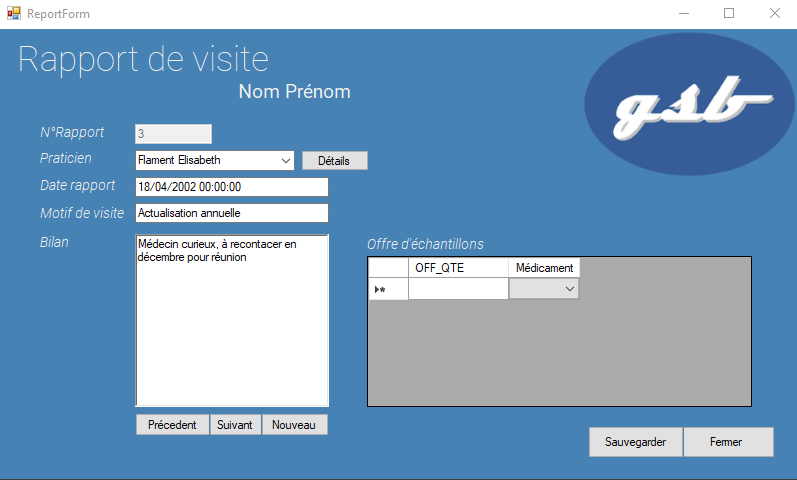 ReportForm
Rapport de visite
Nom Prénom
gsb
N°Rapport
3
Praticien
Flament Elisabeth
Détails
Date rapport
18/04/2002 00:00:00
Motif de visite
Actualisation annuelle
Bilan
Médecin curieux, à recontacer en
décembre pour réunion
Offre d'échantillons
OFF_QTE Médicament
Précedent Suivant Nouveau
Sauvegarder Fermer